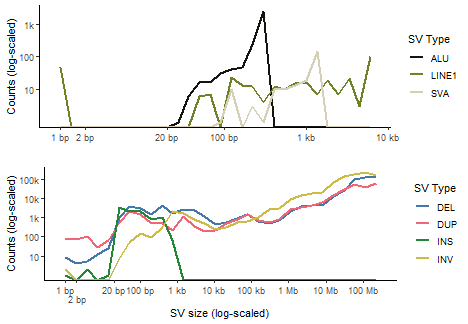 Counts (log-scaled)
1k
100
10
1 bp
2 bp
20 bp
100 bp
1 kb
10 kb
SV Type
ALU
LINE1
SVA
Counts (log-scaled)
100k
10k
1k
100
10
1 bp
2 bp
20 bp
100 bp
1 kb
10 kb
100 kb
1 Mb
10 Mb
100 Mb
SV size (log-scaled)
SV Type
DEL
DUP
INS
INV